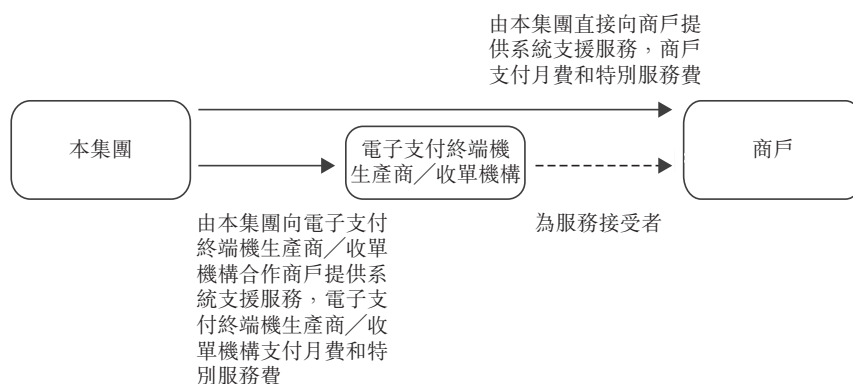 由本集團直接向商戶提
供系統支援服務，商戶
支付月費和特別服務費
本集團
電子支付終端機
生產商／收單機構
商戶
由本集團向電子支付
終端機生產商／收單
機構合作商戶提供系
統支援服務，電子支
付終端機生產商／收
單機構支付月費和特
別服務費
為服務接受者